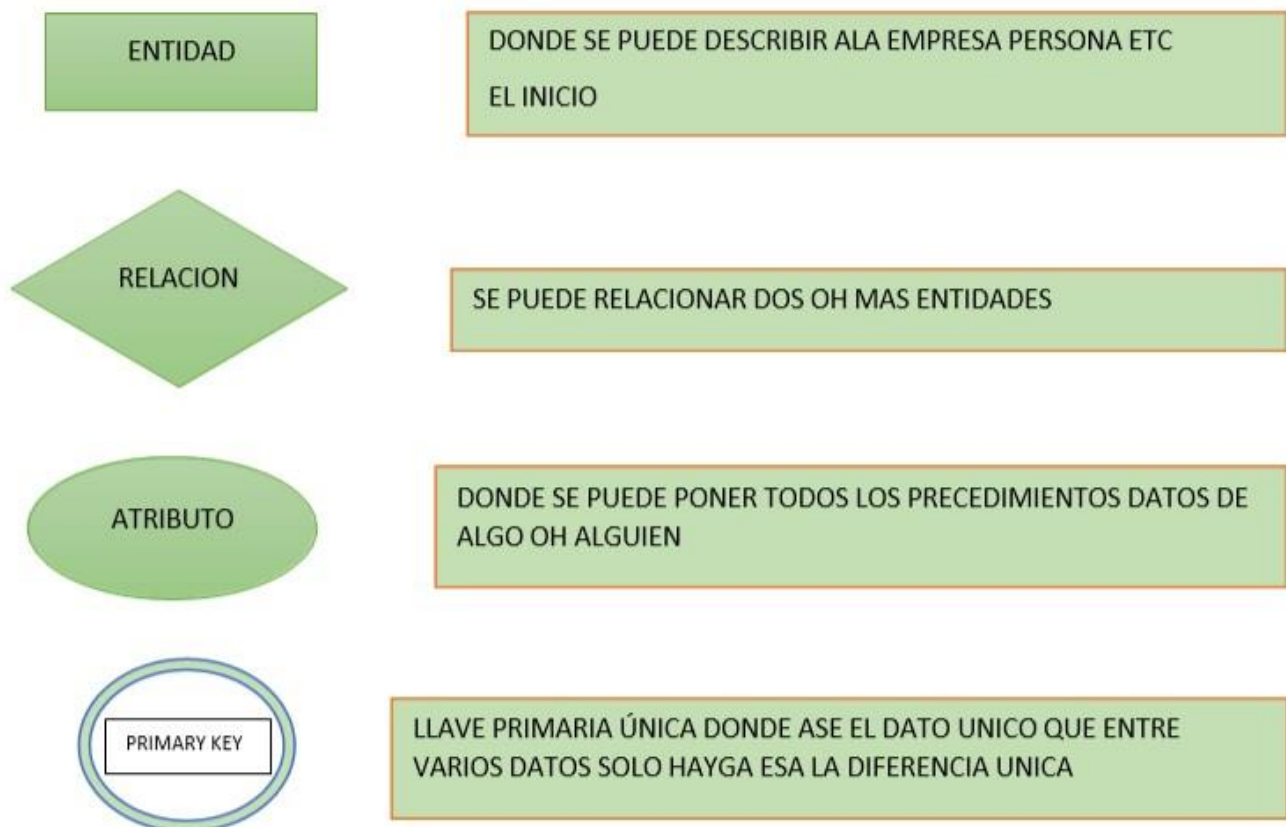 ENTIDAD
DONDE SE PUEDE DESCRIBIR ALA EMPRESA PERSONA ETC
EL INICIO
RELACION
SE PUEDE RELACIONAR DOS OH MAS ENTIDADES
ATRIBUTO
DONDE SE PUEDE PONER TODOS LOS PRECEDIMIENTOS DATOS DE
ALGO OH ALGUIEN
PRIMARY KEY
LLAVE PRIMARIA ÚNICA DONDE ASE EL DATO UNICO QUE ENTRE
VARIOS DATOS SOLO HAYGA ESA LA DIFERENCIA UNICA